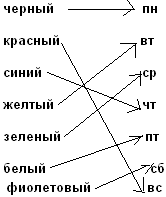 черный пн
красный вт
синий ср
желтый чт
зеленый пт
белый сб
фиолетовый вс